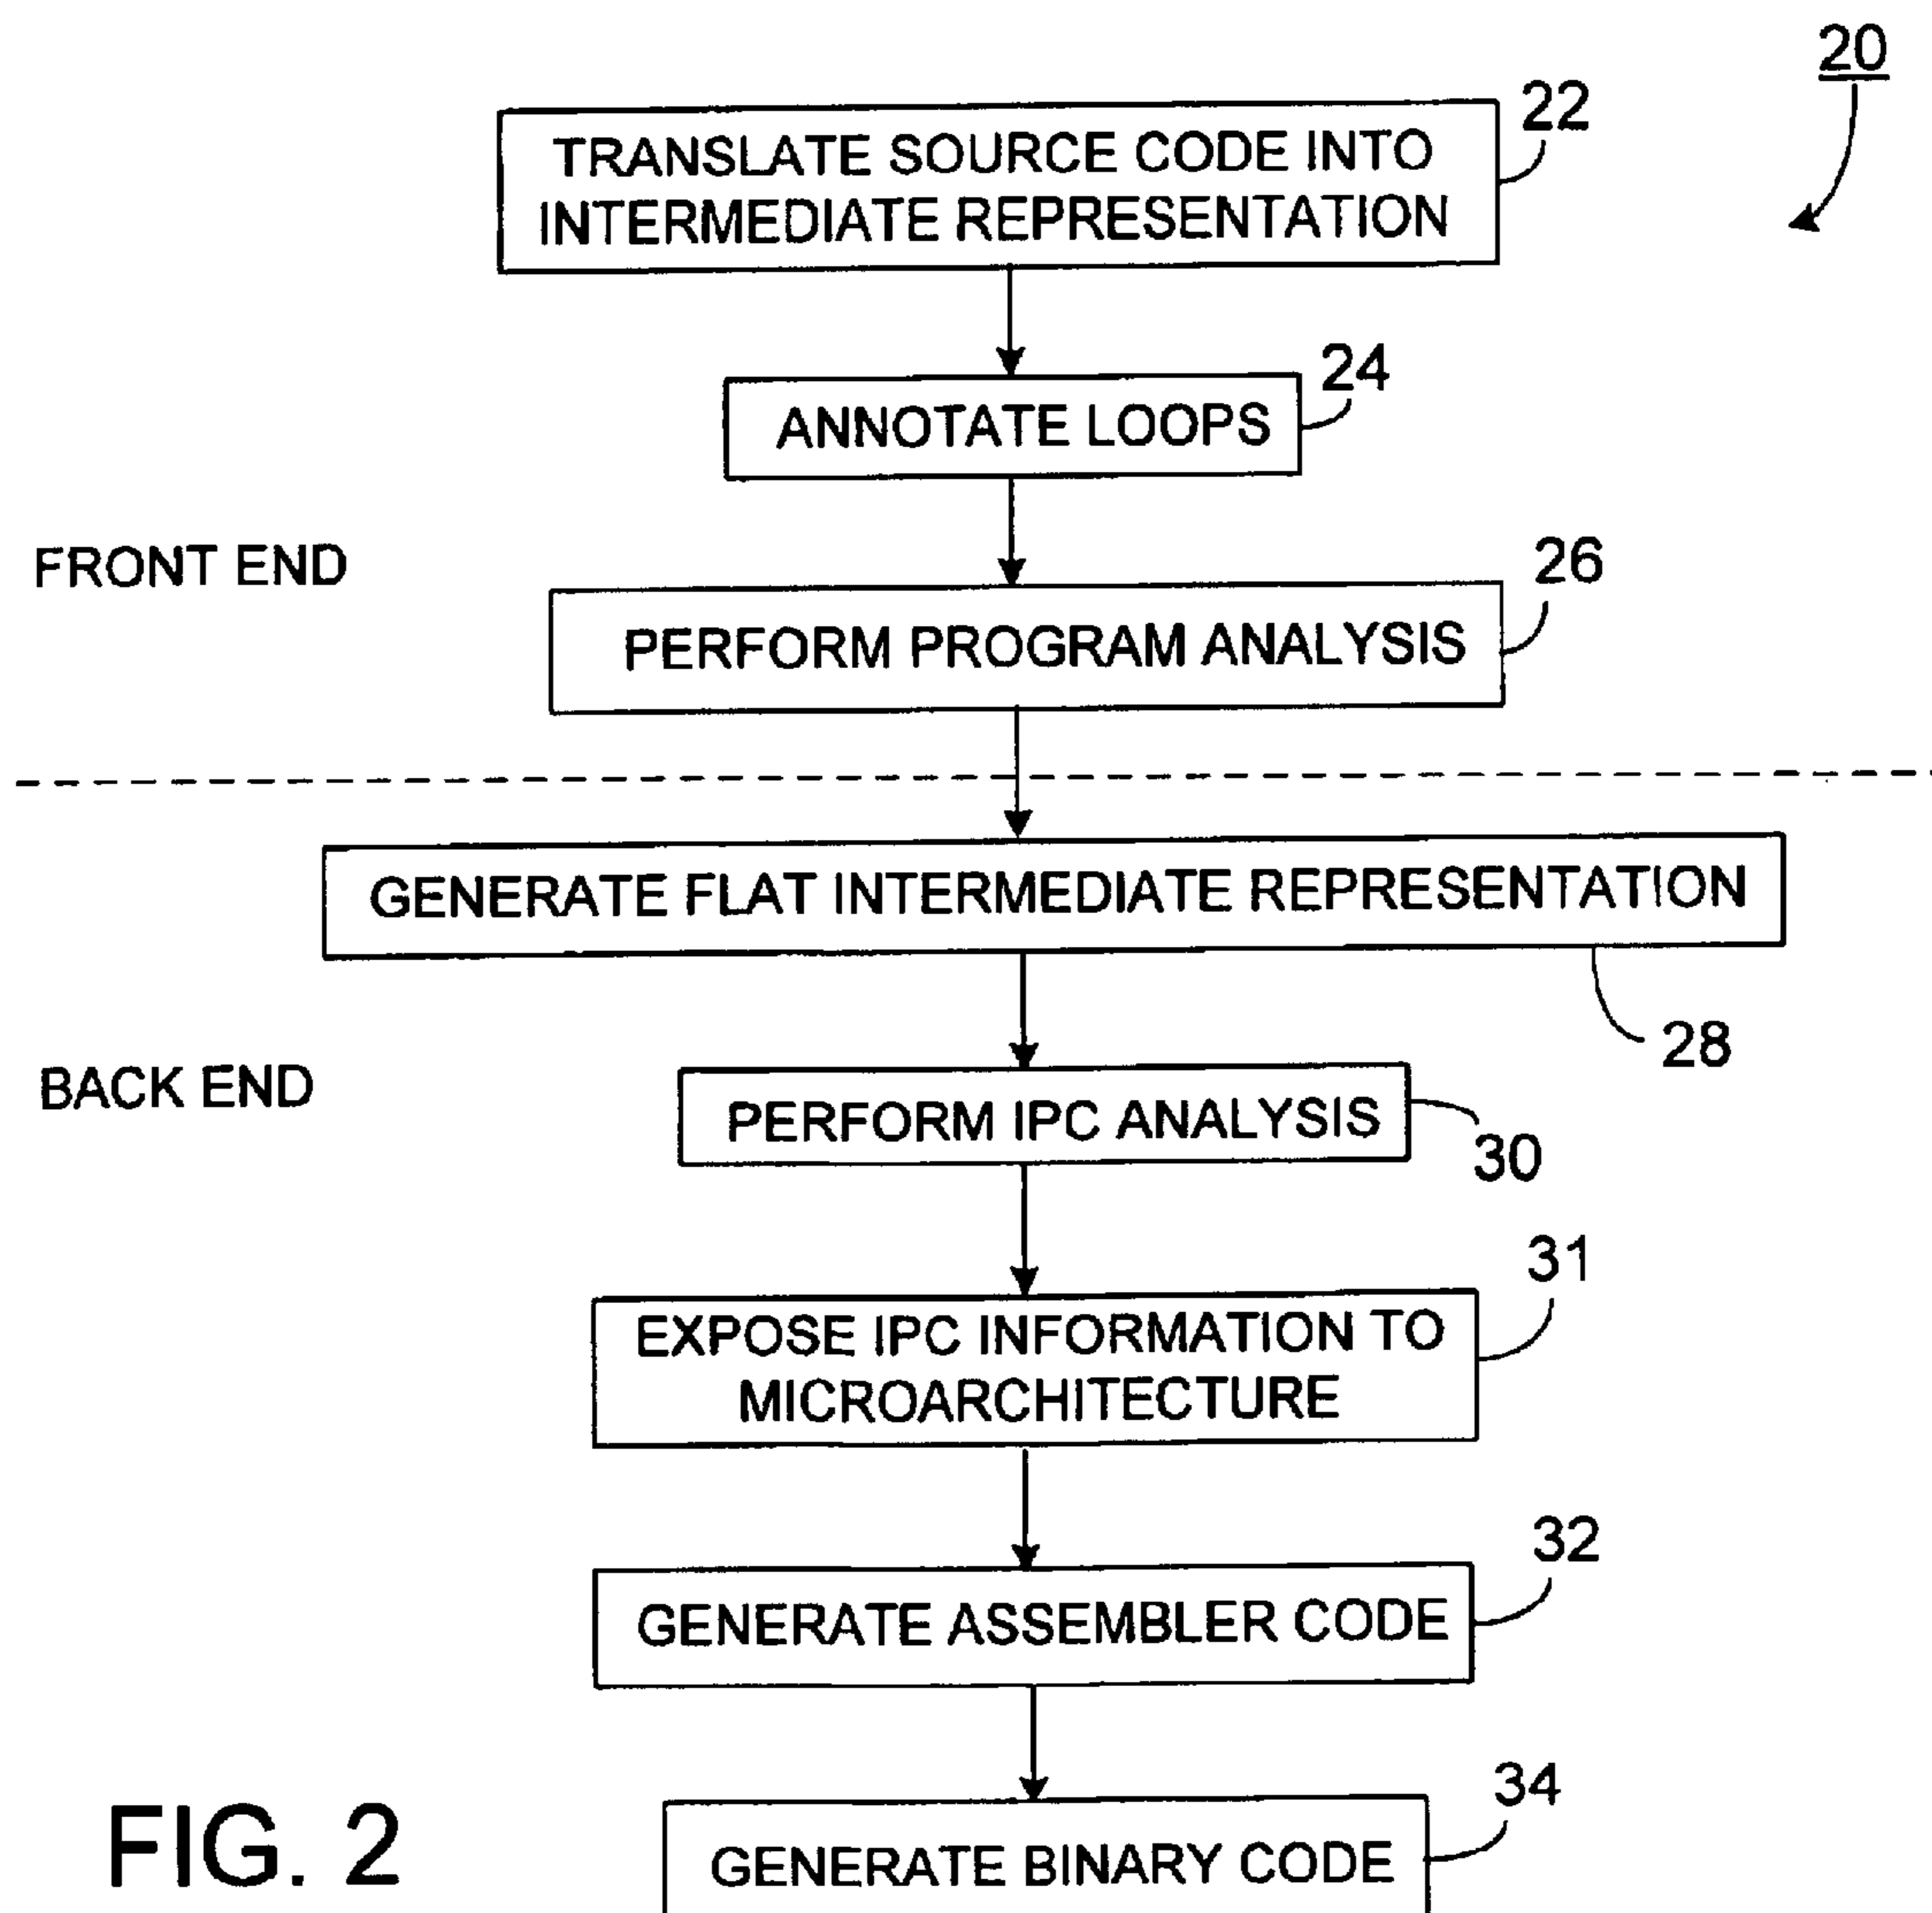 20
22
TRANSLATE SOURCE CODE INTO
INTERMEDIATE REPRESENTATION
24
ANNOTATE LOOPS
FRONT END
26
PERFORM PROGRAM ANALYSIS
GENERATE FLAT INTERMEDIATE REPRESENTATION
28
BACK END
PERFORM IPC ANALYSIS
30
31
EXPOSE IPC INFORMATION TO
MICROARCHITECTURE
32
GENERATE ASSEMBLER CODE
34
GENERATE BINARY CODE
FIG. 2